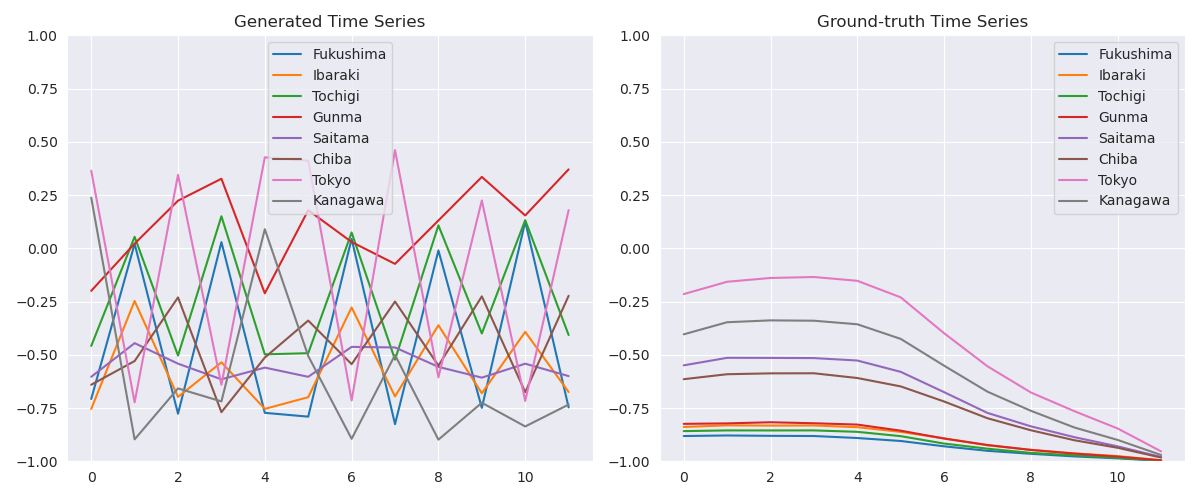 Generated Time Series
1.00
0.75
0.50
0.25
0.00
−0.25
−0.50
−0.75
−1.00
0 2 4 6 8 10
Fukushima
Ibaraki
Tochigi
Gunma
Saitama
Chiba
Tokyo
Kanagawa
Ground-truth Time Series
1.00
0.75
0.50
0.25
0.00
−0.25
−0.50
−0.75
−1.00
0 2 4 6 8 10
Fukushima
Ibaraki
Tochigi
Gunma
Saitama
Chiba
Tokyo
Kanagawa